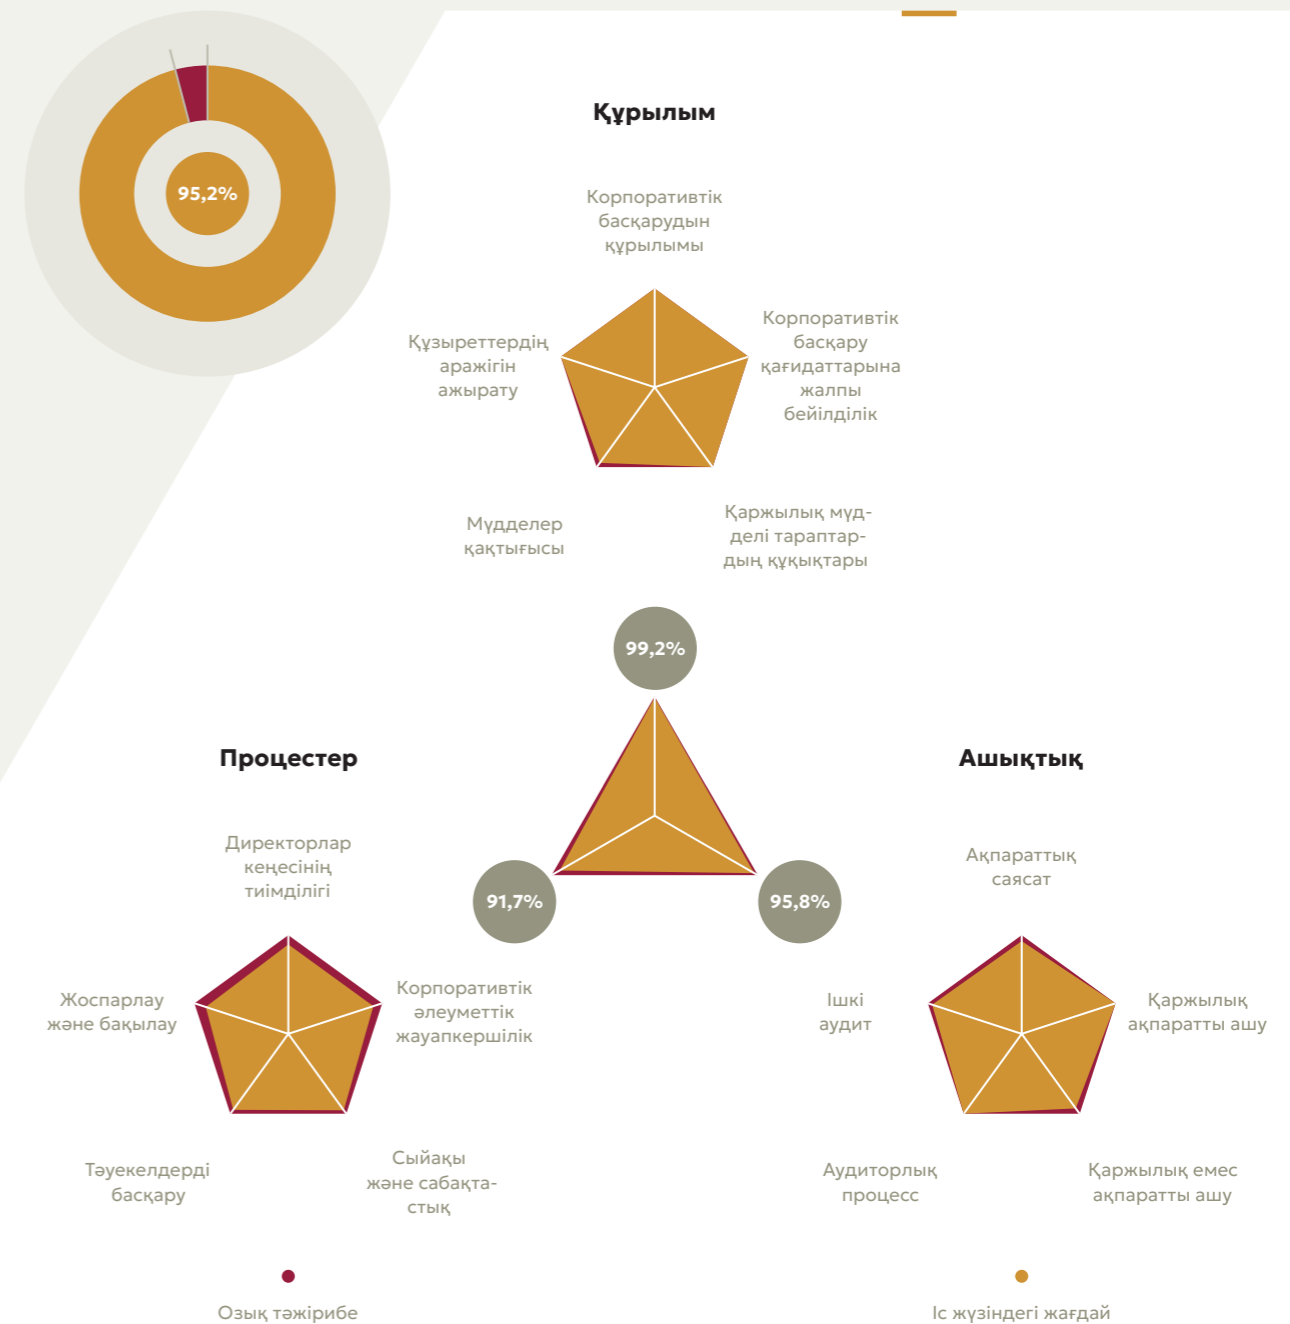 95,2%
Құрылым
Корпоративтік
басқарудын
құрылымы
Құзыреттердің
аражігін
ажырату
Корпоративтік
басқару
қағидаттарына
жалпы
бейілділік
Мүдделер
қақтығысы
Қаржылық мүд-
делі тараптар-
дың құқықтары
99,2%
91,7%
95,8%
Процестер
Директорлар
кеңесінің
тиімділігі
Жоспарлау
және бақылау
Корпоративтік
әлеуметтік
жауапкершілік
Тәуекелдерді
басқару
Сыйақы
және сабақта-
стық
Ашықтық
Ақпараттық
саясат
Ішкі
аудит
Қаржылық
ақпаратты ашу
Аудиторлық
процесс
Қаржылық емес
ақпаратты ашу
Озық тәжірибе
Іс жүзіндегі жағдай